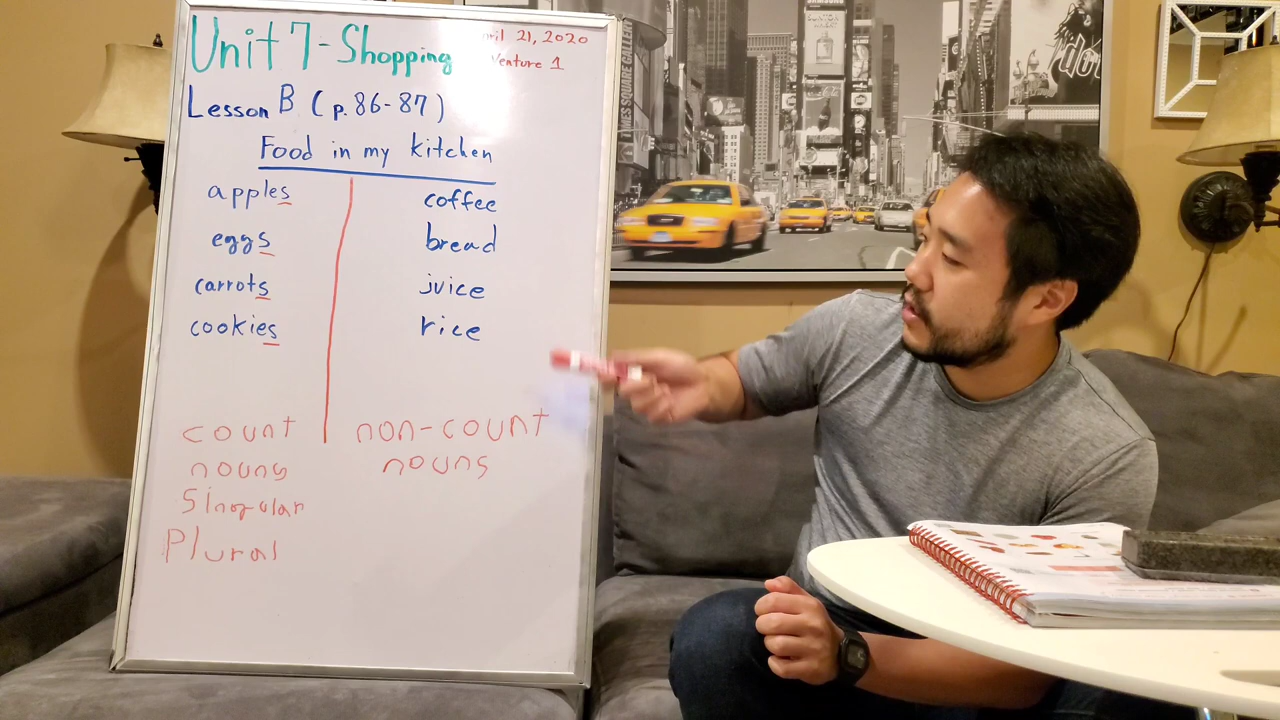 Unit 7 - Shopping
April 21, 2020
Venture 1
Lesson B (p. 86-87)
Food in my kitchen
apples
coffee
eggs
bread
carrots
juice
cookies
rice
count
nouns
Singular
Plural
non-count
nouns
SAMSUNG